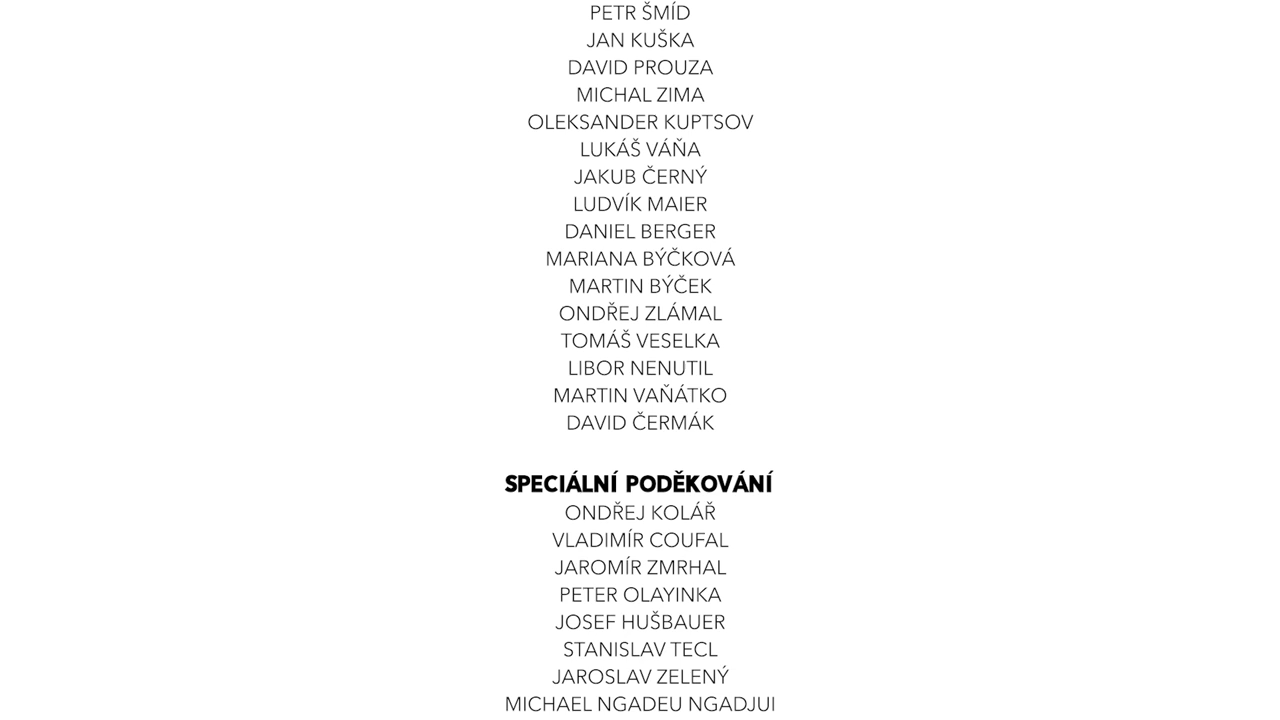 PETR ŠMÍD
JAN KUŠKA
DAVID PROUZA
MICHAL ZIMA
OLEKSANDER KUPTSOV
LUKÁŠ VÁŇA
JAKUB ČERNÝ
LUDVÍK MAIER
DANIEL BERGER
MARIANA BÝČKOVÁ
MARTIN BÝČEK
ONDŘEJ ZLÁMAL
TOMÁŠ VESELKA
LIBOR NENUTIL
MARTIN VAŇÁTKO
DAVID ČERMÁK
SPECIÁLNÍ PODĚKOVÁNÍ
ONDŘEJ KOLÁŘ
VLADIMÍR COUFAL
JAROMÍR ZMRHAL
PETER OLAYINKA
JOSEF HUŠBAUER
STANISLAV TECL
JAROSLAV ZELENÝ
MICHAEL NGADEU NGADJUI